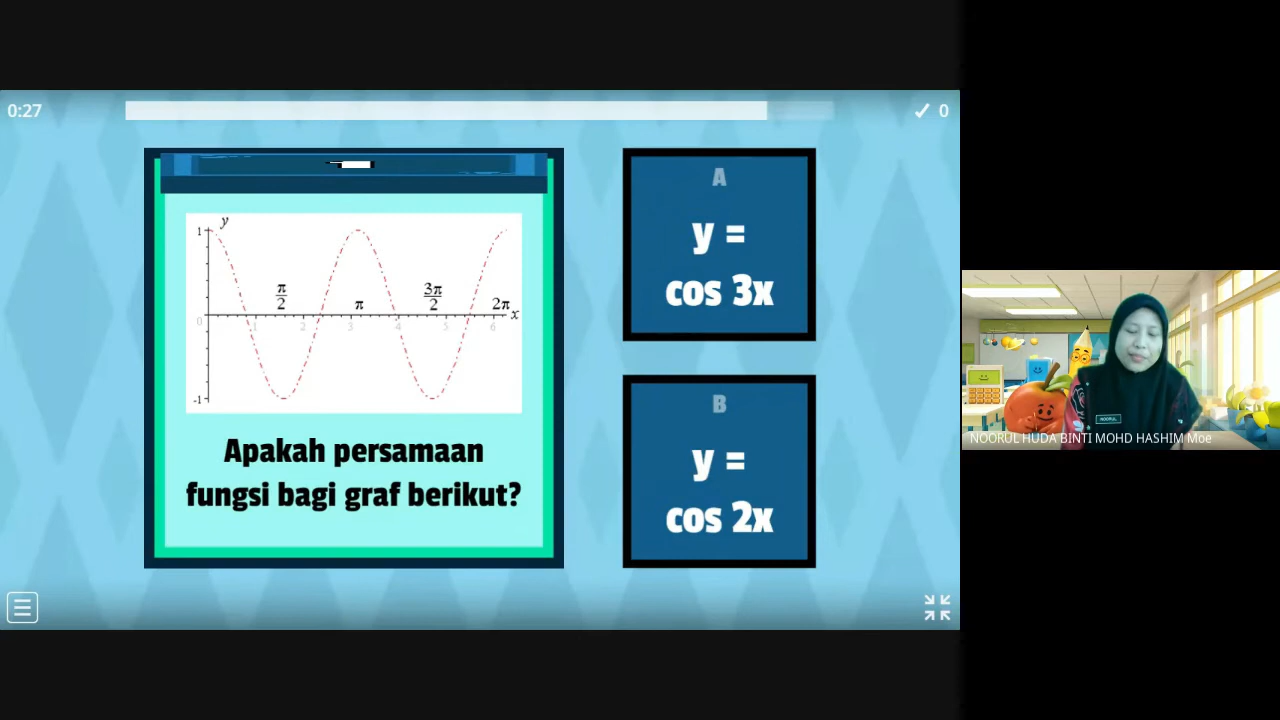 0:27
✓ 0
y
1
π
2
π
3π
2
2π
x
0
1
2
3
4
5
6
-1
Apakah persamaan
fungsi bagi graf berikut?
A
y =
cos 3x
B
y =
cos 2x
NOORUL
NOORUL HUDA BINTI MOHD HASHIM Moe